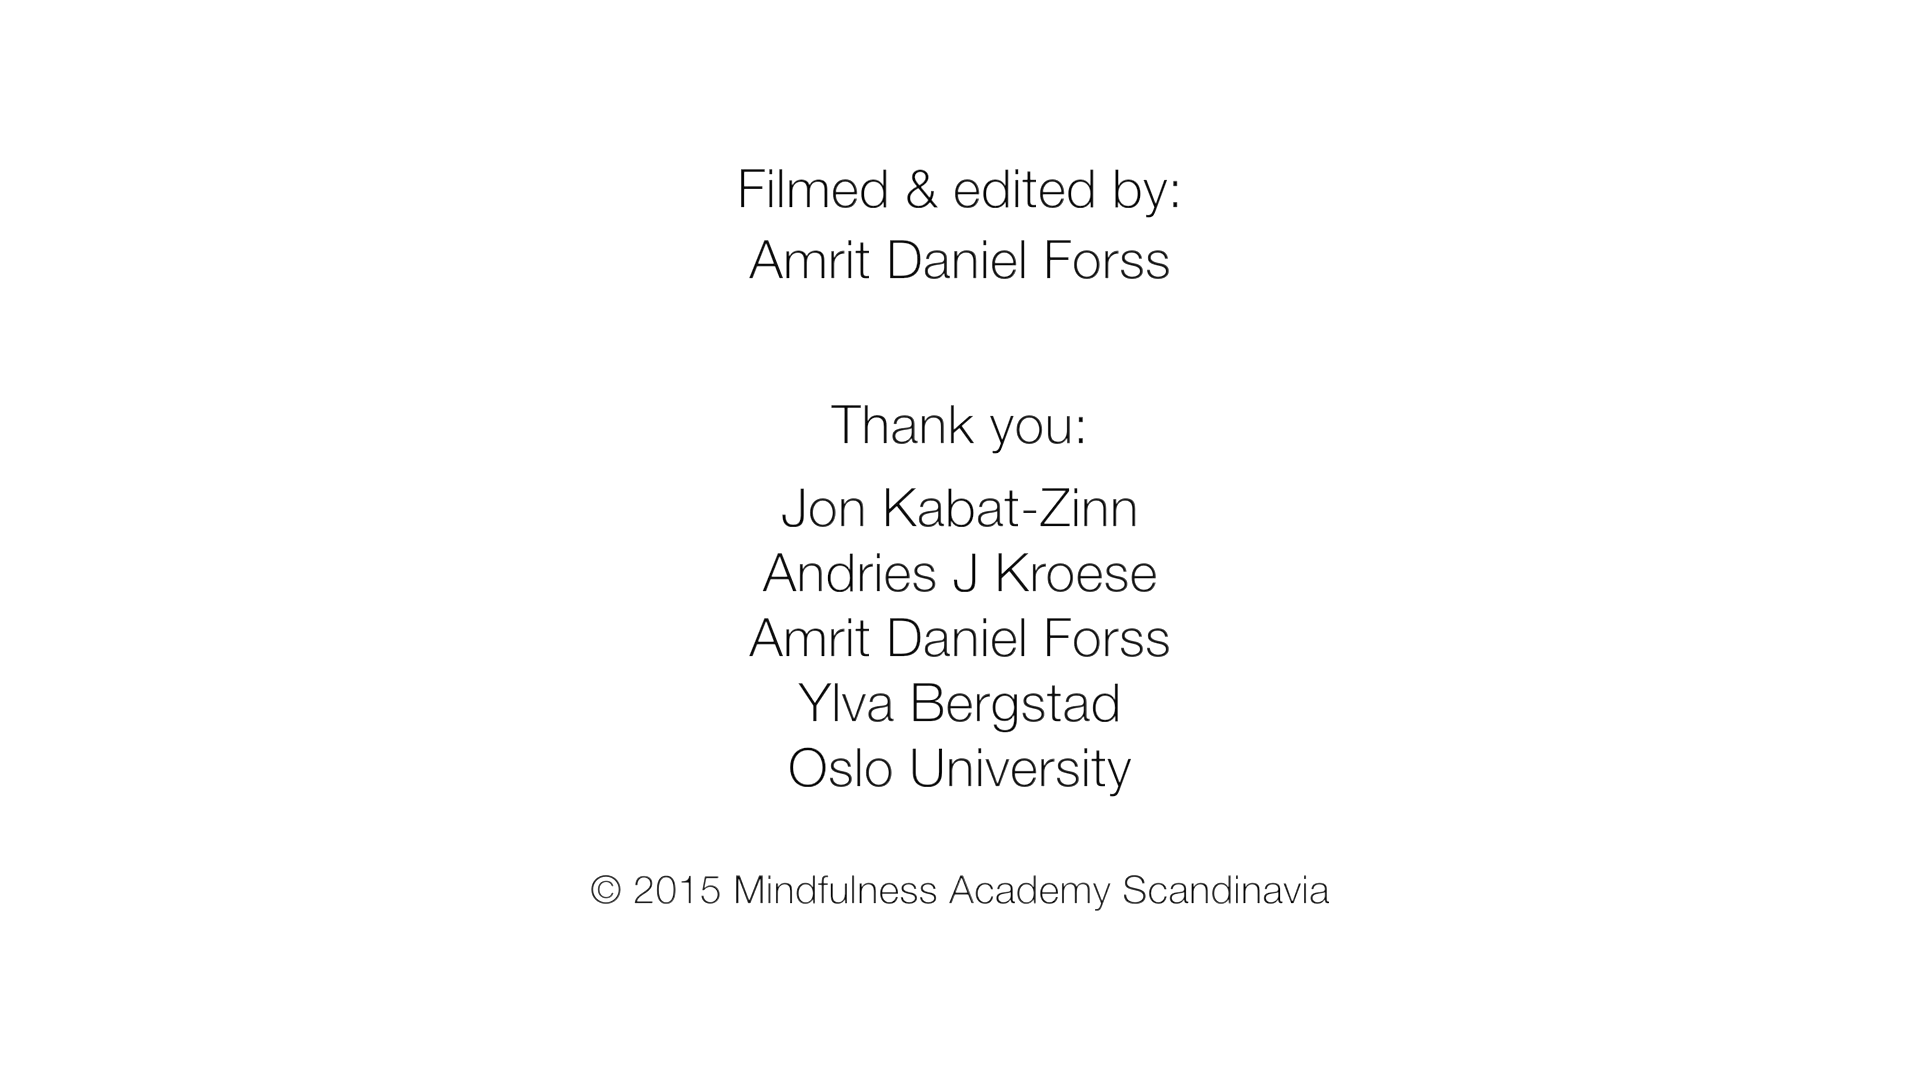 Filmed & edited by:
Amrit Daniel Forss
Thank you:
Jon Kabat-Zinn
Andries J Kroese
Amrit Daniel Forss
Ylva Bergstad
Oslo University
© 2015 Mindfulness Academy Scandinavia